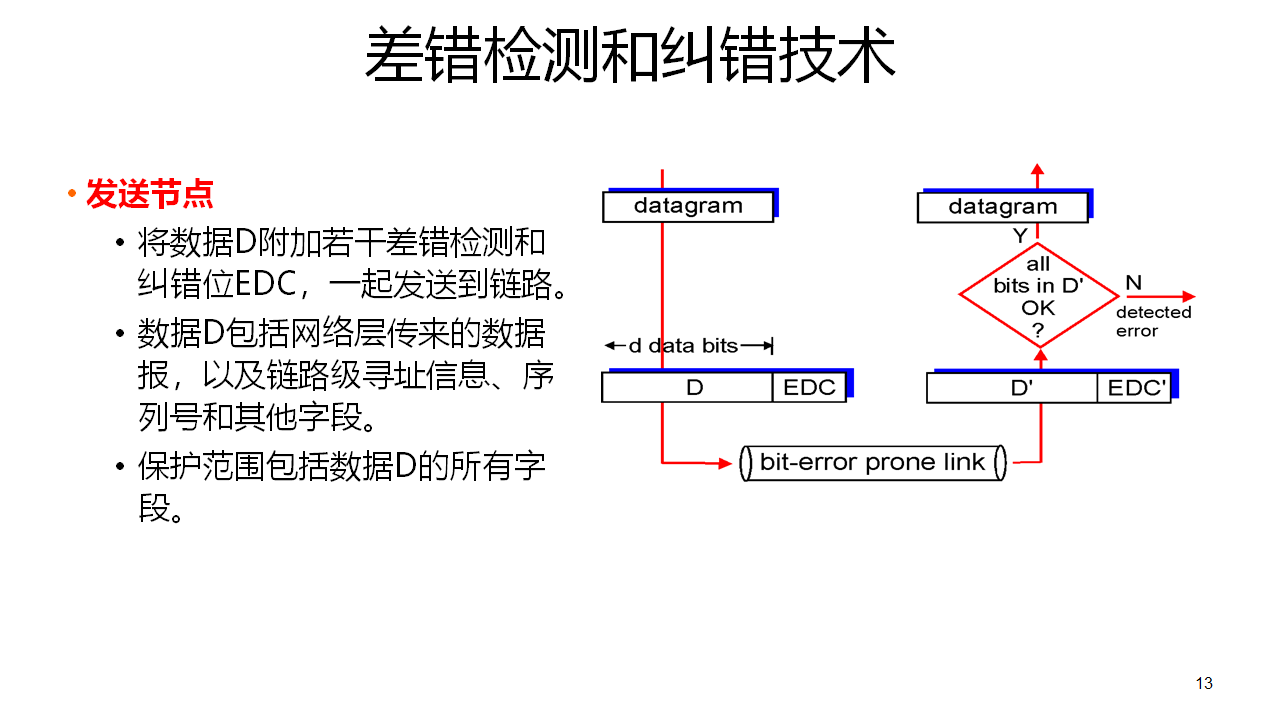 差错检测和纠错技术
• 发送节点
• 将数据D附加若干差错检测和
纠错位EDC，一起发送到链路。
• 数据D包括网络层传来的数据
报，以及链路级寻址信息、序
列号和其他字段。
• 保护范围包括数据D的所有字
段。
datagram
d data bits
D EDC
bit-error prone link
datagram
Y
all
bits in D'
OK
?
N
detected
error
D' EDC'
13